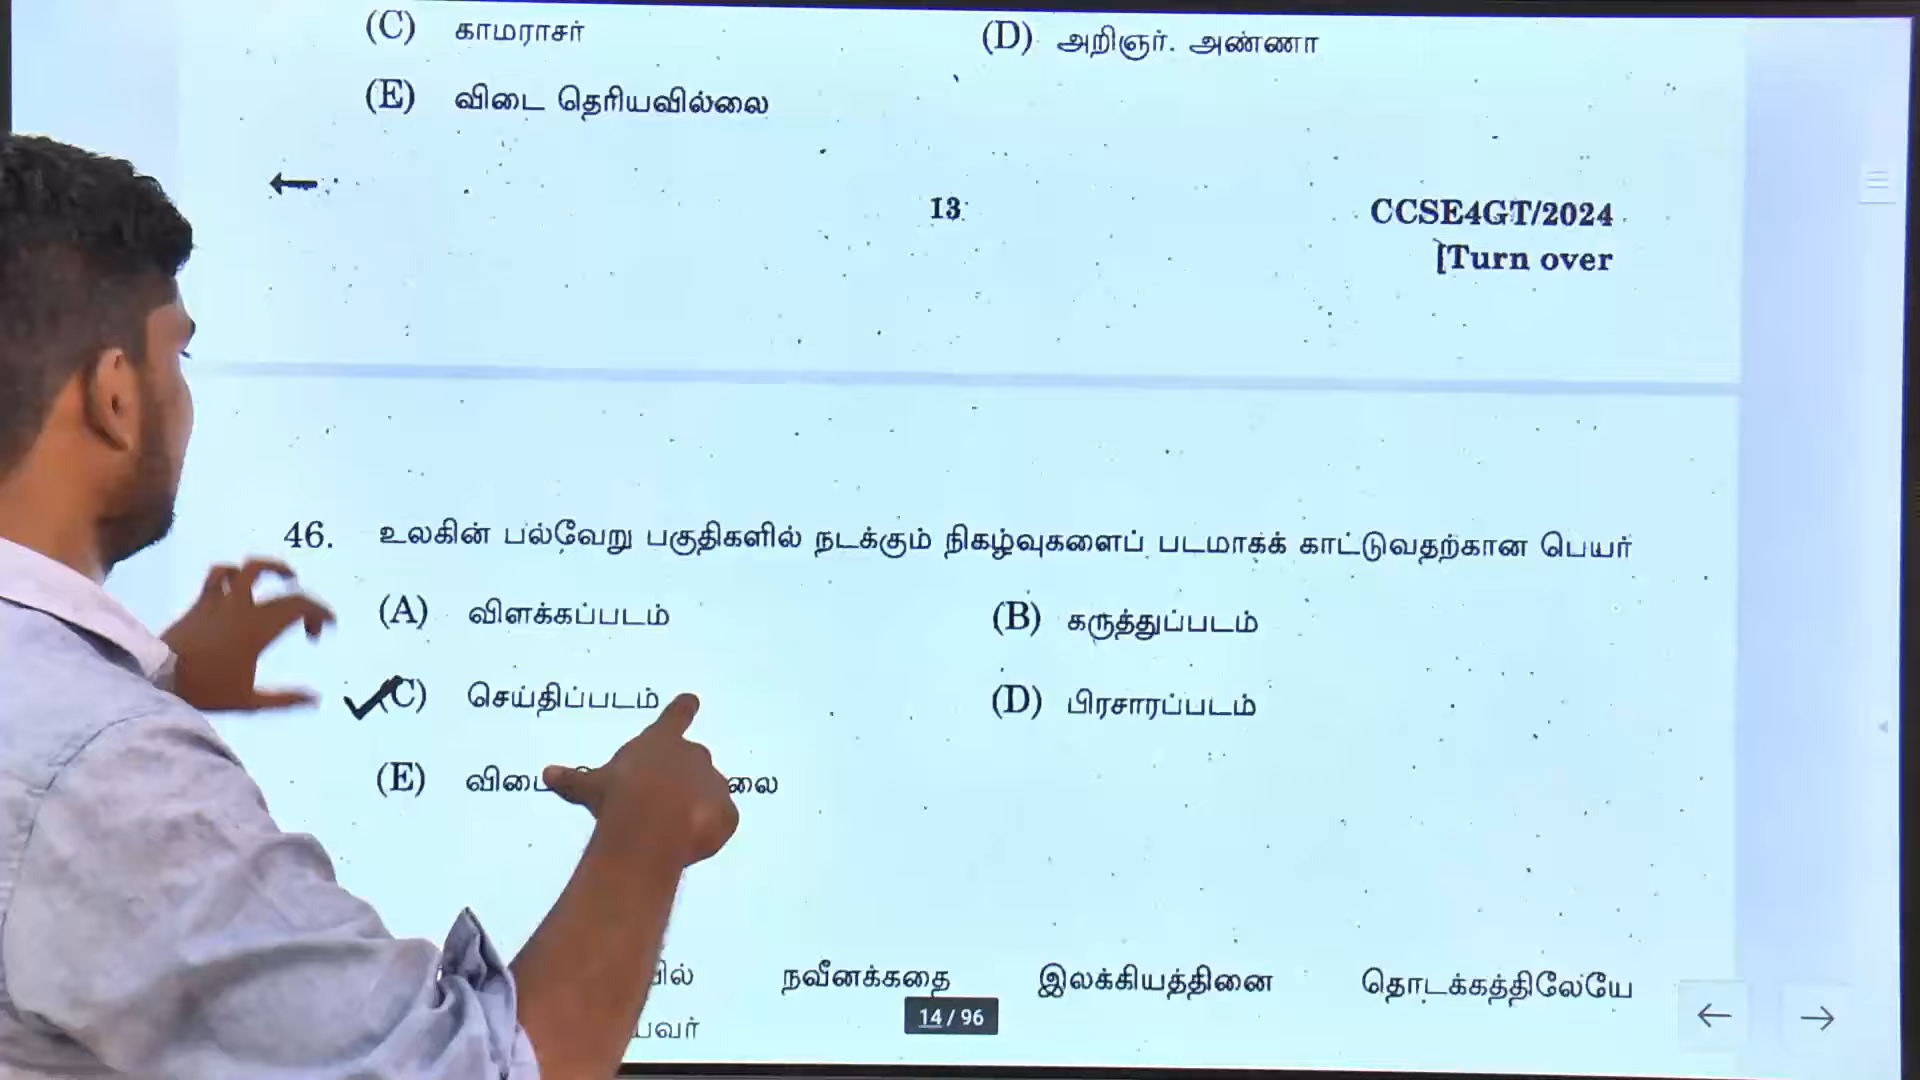 (C) காமராசர் (D) அறிஞர். அண்ணா
(E) விடை தெரியவில்லை
13 CCSE4GT/2024
[Turn over
46. உலகின் பல்வேறு பகுதிகளில் நடக்கும் நிகழ்வுகளைப் படமாகக் காட்டுவதற்கான பெயர்
(A) விளக்கப்படம் (B) கருத்துப்படம்
(C) செய்திப்படம் (D) பிரசாரப்படம்
(E)
நவீனக்கதை இலக்கியத்தினை தொடக்கத்திலேயே
14 / 96